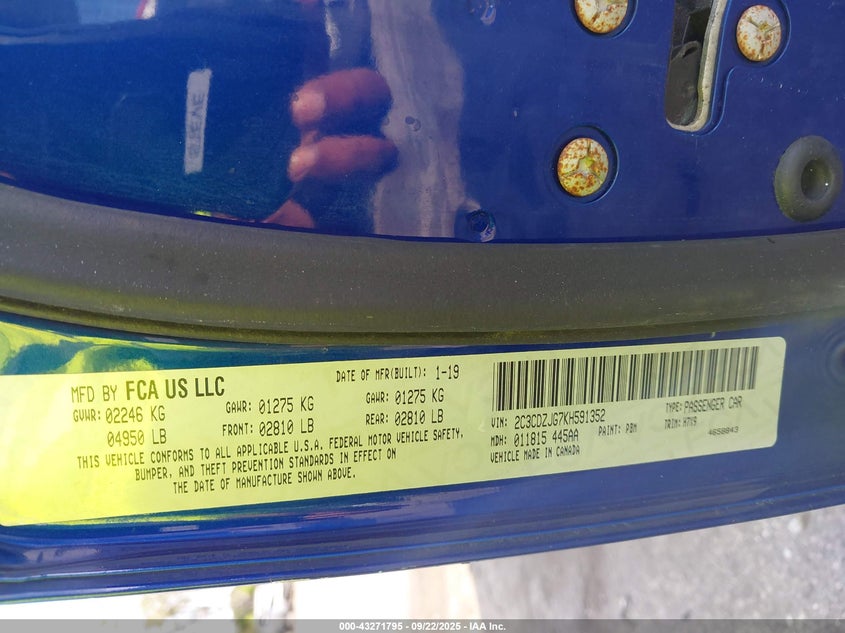 MFD BY FCA US LLC
DATE OF MFR(BUILT): 1-19
GVWR: 02246 KG
04950 LB
GAWR: 01275 KG
FRONT: 02810 LB
GAWR: 01275 KG
REAR: 02810 LB
THIS VEHICLE CONFORMS TO ALL APPLICABLE U.S.A. FEDERAL MOTOR VEHICLE SAFETY,
BUMPER, AND THEFT PREVENTION STANDARDS IN EFFECT ON
THE DATE OF MANUFACTURE SHOWN ABOVE.
VIN: 2C3CDZJG7KH591352
TYPE: PASSENGER CAR
MDH: 011815 445AA
PAINT: PBM
TRIM: H7X9
VEHICLE MADE IN CANADA
4658843
000-43271795 - 09/22/2025 - IAA Inc.